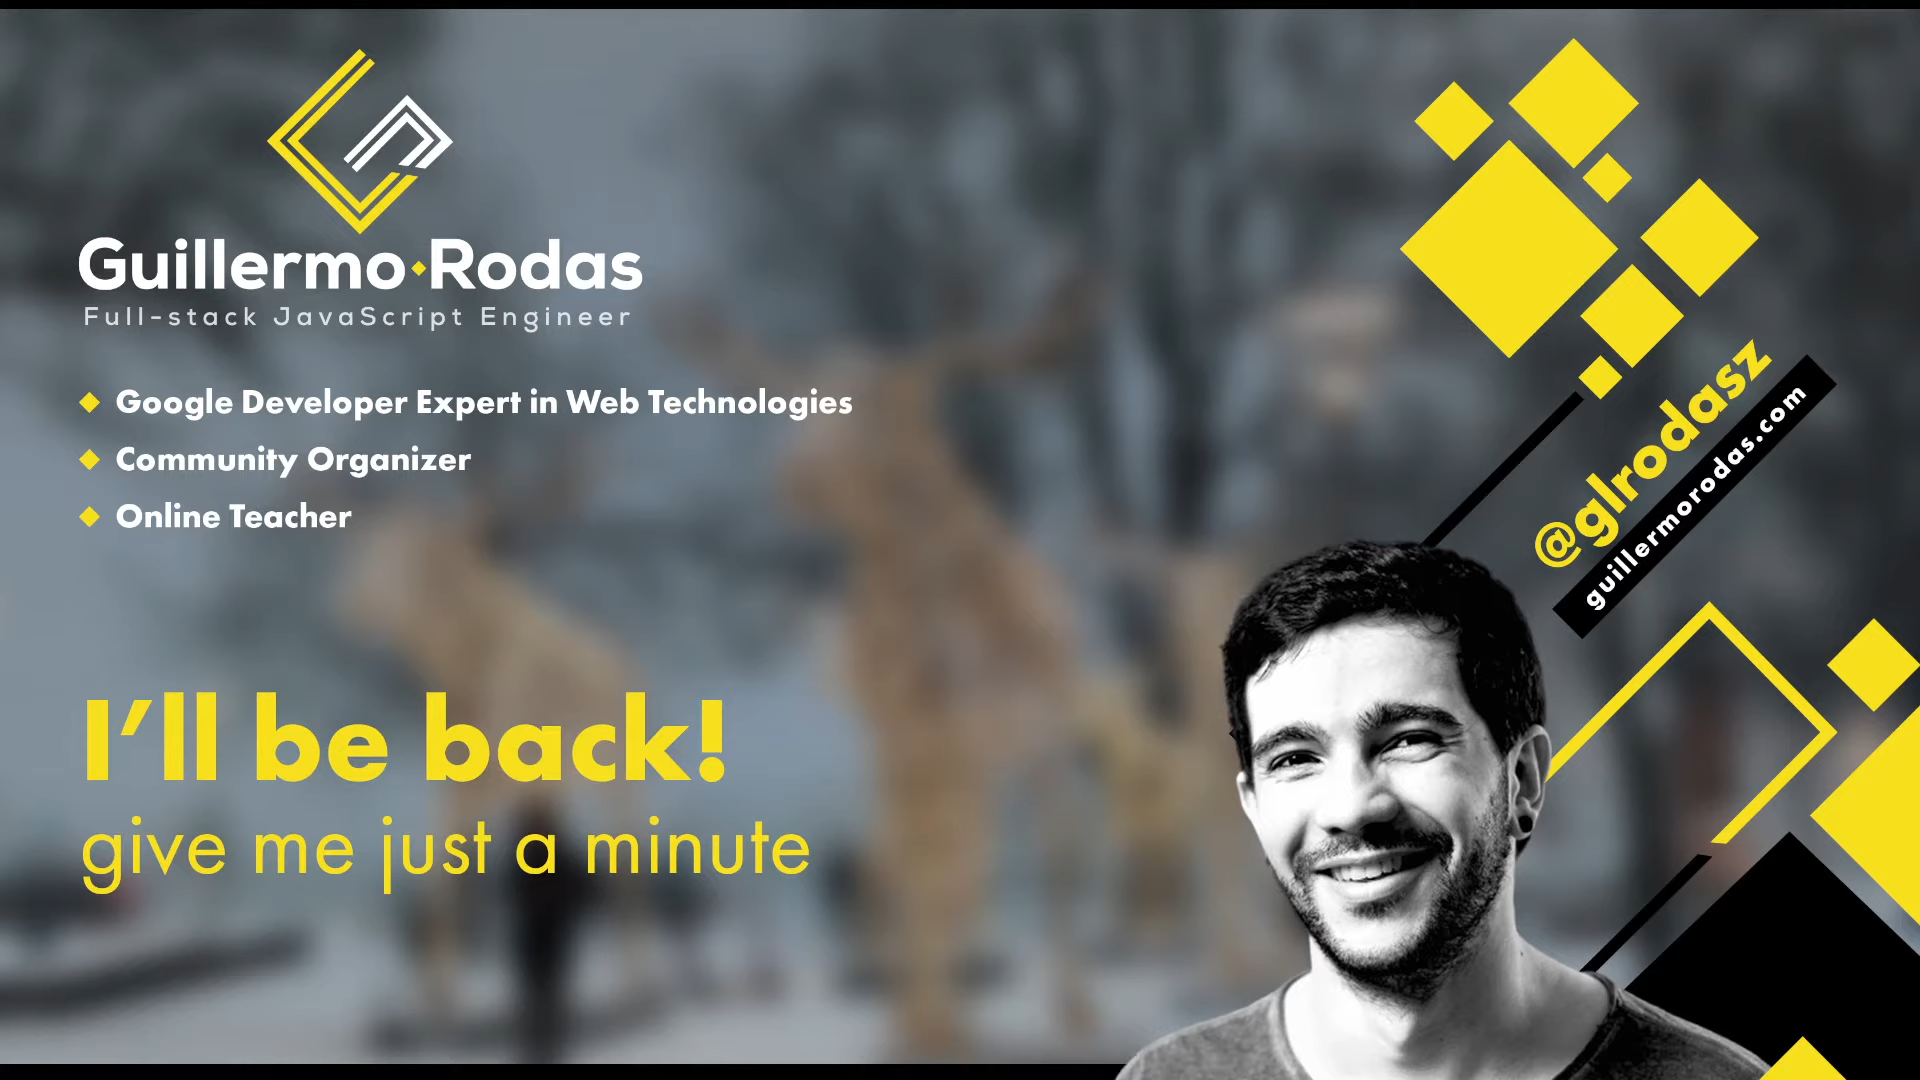 Guillermo·Rodas
Full-stack JavaScript Engineer
Google Developer Expert in Web Technologies
Community Organizer
Online Teacher
I’ll be back!
give me just a minute
@glrodasz
guillermorodas.com